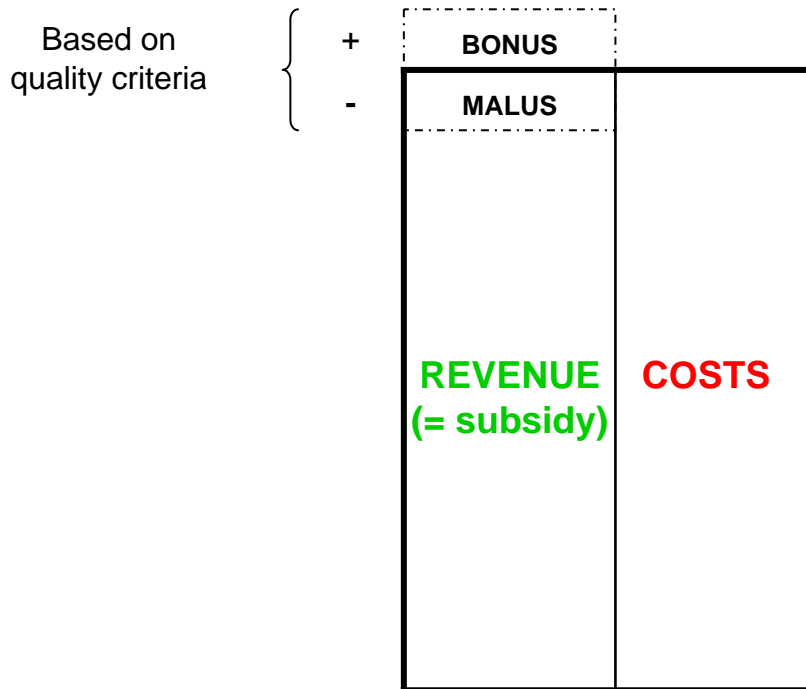 Based on
quality criteria
+
BONUS
-
MALUS
REVENUE
(= subsidy)
COSTS